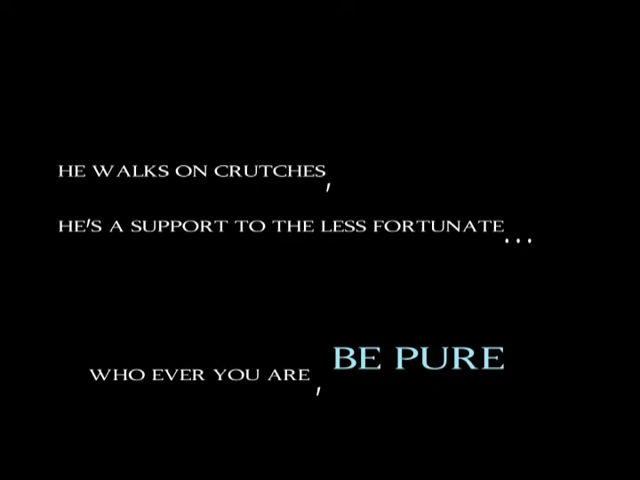 HE WALKS ON CRUTCHES,
HE'S A SUPPORT TO THE LESS FORTUNATE...
WHO EVER YOU ARE , BE PURE